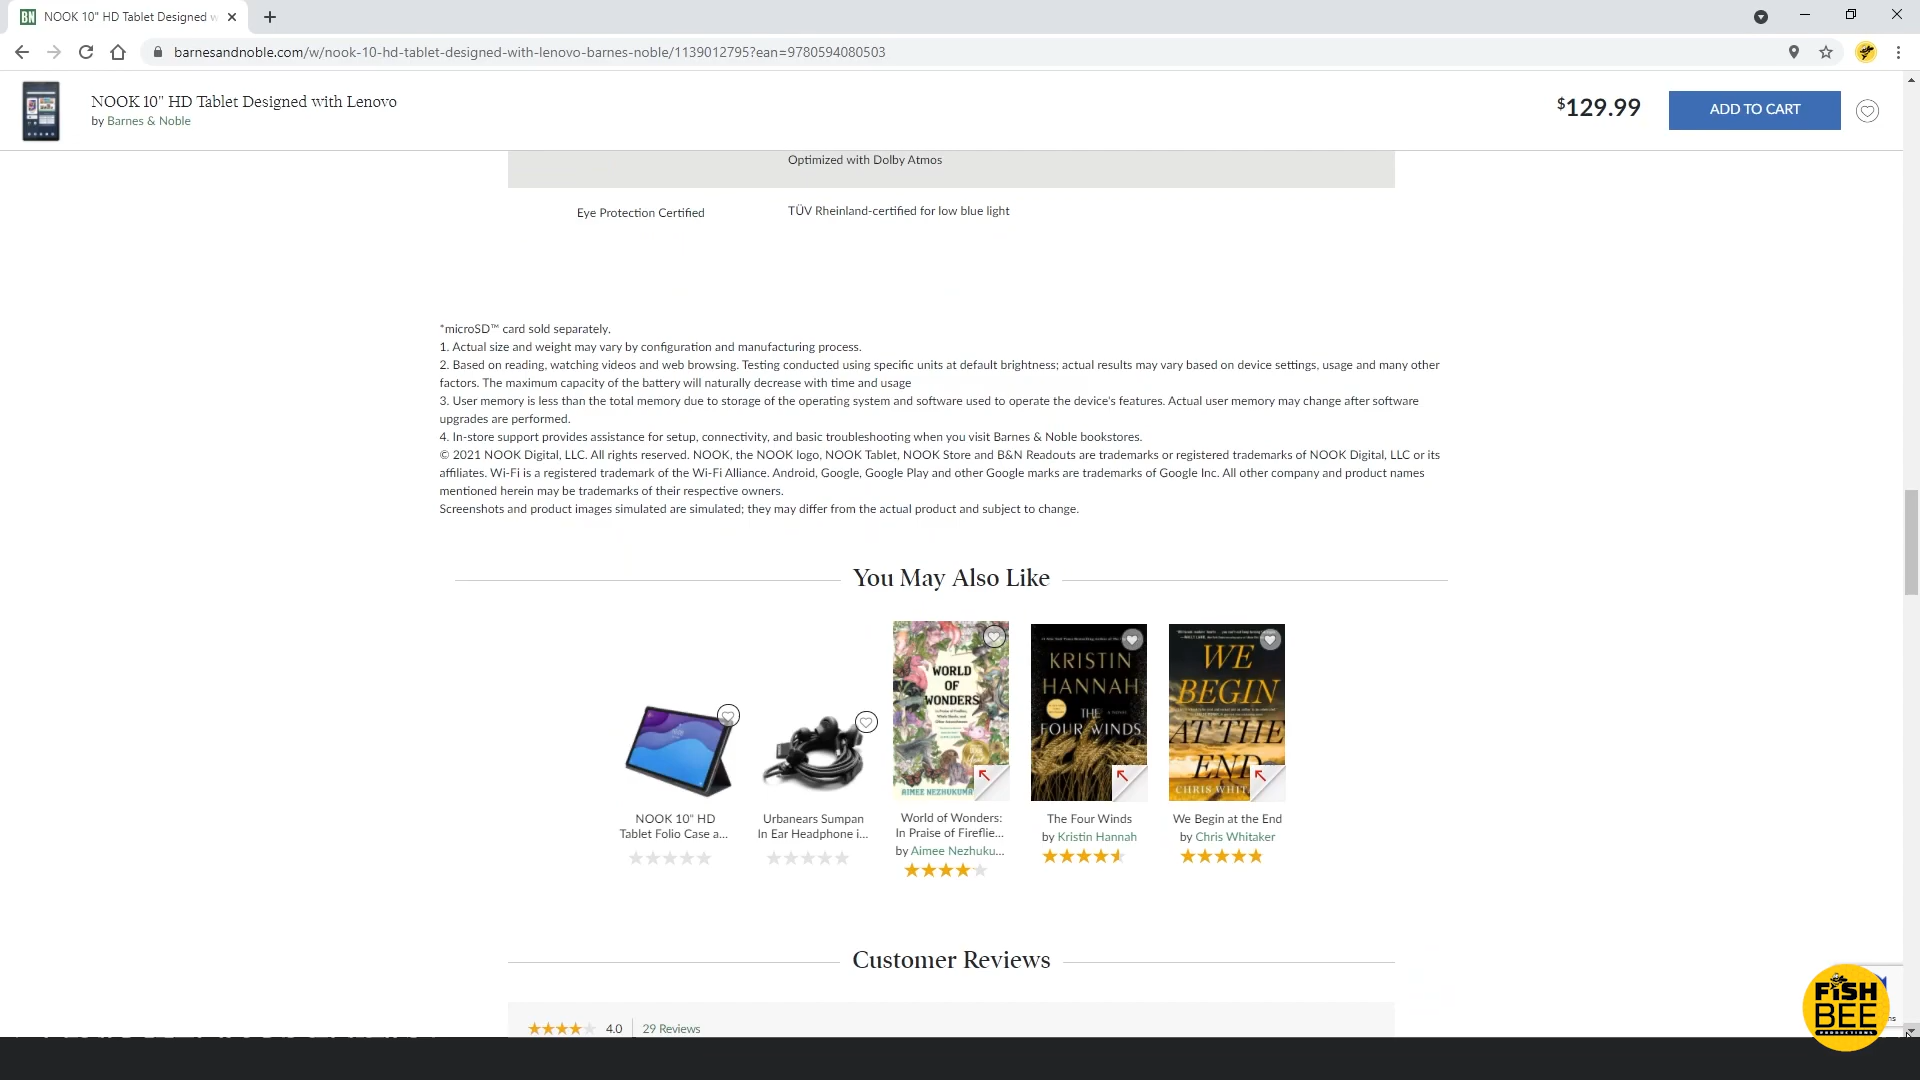 NOOK 10" HD Tablet Designed w
barnesandnoble.com/w/nook-10-hd-tablet-designed-with-lenovo-barnes-noble/1139012795?ean=9780594080503
NOOK 10" HD Tablet Designed with Lenovo
by Barnes & Noble
$129.99
ADD TO CART
Optimized with Dolby Atmos
Eye Protection Certified
TÜV Rheinland-certified for low blue light
*microSD™ card sold separately.
1. Actual size and weight may vary by configuration and manufacturing process.
2. Based on reading, watching videos and web browsing. Testing conducted using specific units at default brightness; actual results may vary based on device settings, usage and many other
factors. The maximum capacity of the battery will naturally decrease with time and usage
3. User memory is less than the total memory due to storage of the operating system and software used to operate the device's features. Actual user memory may change after software
upgrades are performed.
4. In-store support provides assistance for setup, connectivity, and basic troubleshooting when you visit Barnes & Noble bookstores.
© 2021 NOOK Digital, LLC. All rights reserved. NOOK, the NOOK logo, NOOK Tablet, NOOK Store and B&N Readouts are trademarks or registered trademarks of NOOK Digital, LLC or its
affiliates. Wi-Fi is a registered trademark of the Wi-Fi Alliance. Android, Google, Google Play and other Google marks are trademarks of Google Inc. All other company and product names
mentioned herein may be trademarks of their respective owners.
Screenshots and product images simulated are simulated; they may differ from the actual product and subject to change.
You May Also Like
WORLD
OF
WONDERS
AIMEE NEZHUKUMA
KRISTIN
HANNAH
THE
FOUR WINDS
WE
BEGIN
AT THE
END
CHRIS WHIT
NOOK 10" HD
Tablet Folio Case a...
Urbanears Sumpan
In Ear Headphone i...
World of Wonders:
In Praise of Fireflie...
by Aimee Nezhuku...
The Four Winds
by Kristin Hannah
We Begin at the End
by Chris Whitaker
Customer Reviews
4.0
29 Reviews
FISH
BEE
PRODUCTIONS